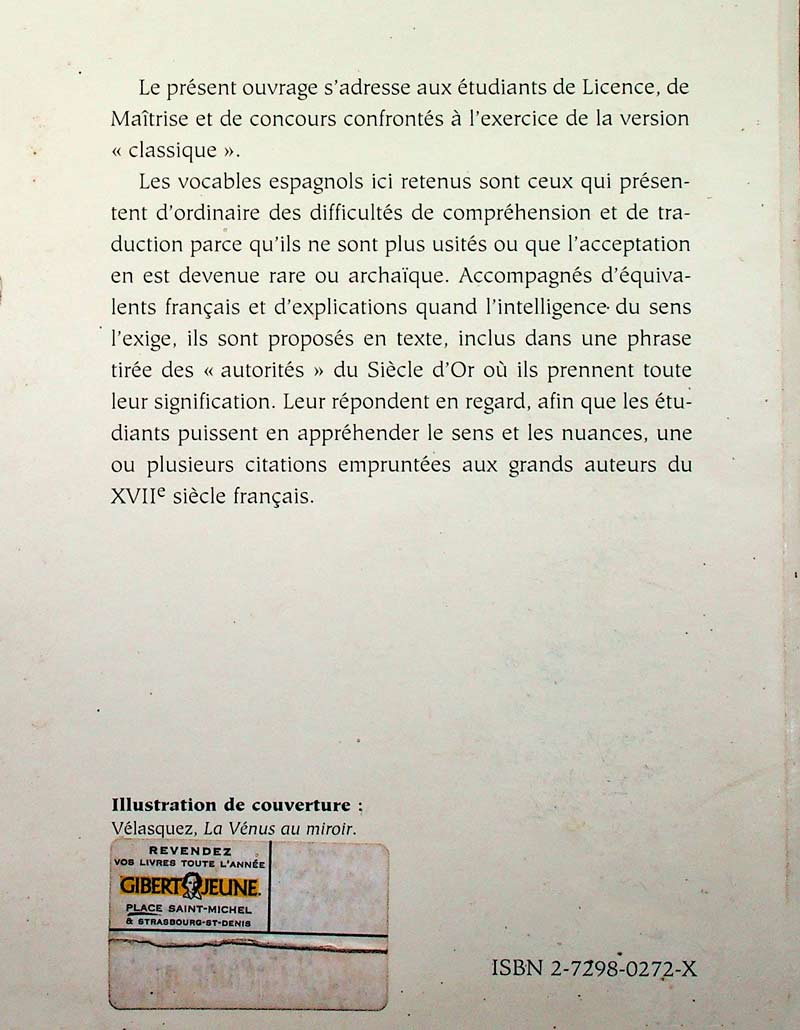 Le présent ouvrage s'adresse aux étudiants de Licence, de
Maîtrise et de concours confrontés à l'exercice de la version
« classique ».
Les vocables espagnols ici retenus sont ceux qui présen-
tent d'ordinaire des difficultés de compréhension et de tra-
duction parce qu'ils ne sont plus usités ou que l'acceptation
en est devenue rare ou archaïque. Accompagnés d'équiva-
lents français et d'explications quand l'intelligence du sens
l'exige, ils sont proposés en texte, inclus dans une phrase
tirée des « autorités » du Siècle d'Or où ils prennent toute
leur signification. Leur répondent en regard, afin que les étu-
diants puissent en appréhender le sens et les nuances, une
ou plusieurs citations empruntées aux grands auteurs du
XVIIe siècle français.
Illustration de couverture :
Vélasquez, La Vénus au miroir.
REVENDEZ
VOS LIVRES TOUTE L'ANNÉE
GIBERT JEUNE.
PLACE SAINT-MICHEL
& STRASBOURG-ST-DENIS
ISBN 2-7298-0272-X